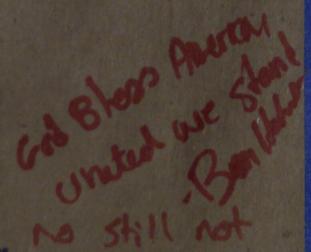 God Bless America
United we Stand
-Ben
no still not